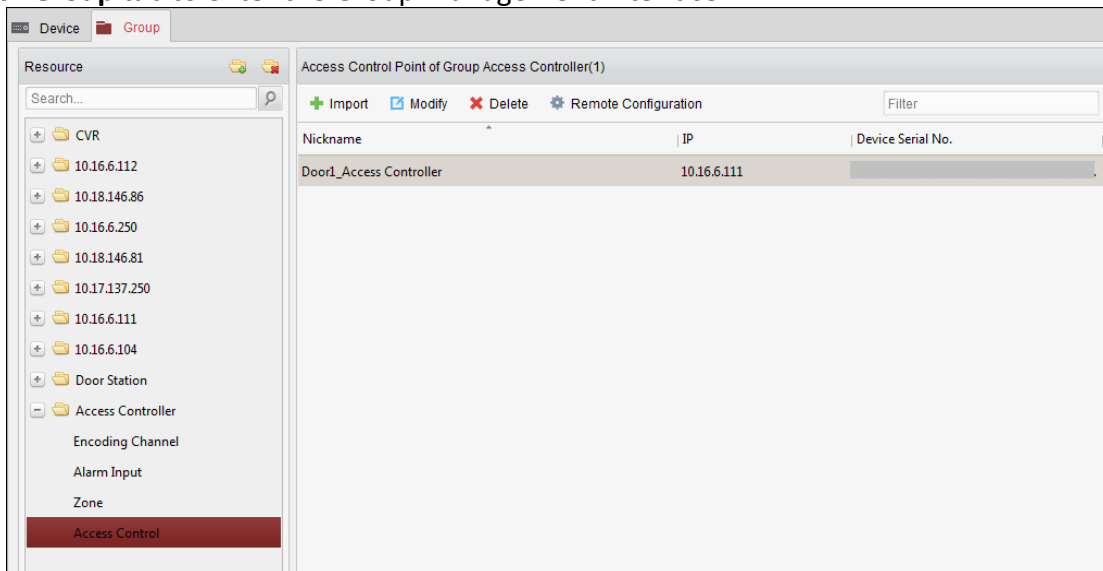 Device Group
Resource
Search...
CVR
10.16.6.112
10.18.146.86
10.16.6.250
10.18.146.81
10.17.137.250
10.16.6.111
10.16.6.104
Door Station
Access Controller
Encoding Channel
Alarm Input
Zone
Access Control
Access Control Point of Group Access Controller(1)
Import Modify Delete Remote Configuration Filter
Nickname IP Device Serial No.
Door1_Access Controller 10.16.6.111